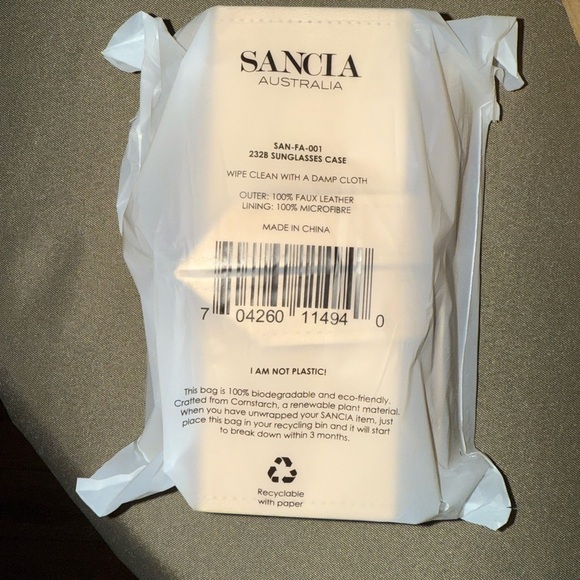 SANCIA
AUSTRALIA
SAN-FA-001
232B SUNGLASSES CASE
WIPE CLEAN WITH A DAMP CLOTH
OUTER: 100% FAUX LEATHER
LINING: 100% MICROFIBRE
MADE IN CHINA
7 04260 11494 0
I AM NOT PLASTIC!
This bag is 100% biodegradable and eco-friendly.
Crafted from Cornstarch, a renewable plant material.
When you have unwrapped your SANCIA item, just
place this bag in your recycling bin and it will start
to break down within 3 months.
Recyclable
with paper